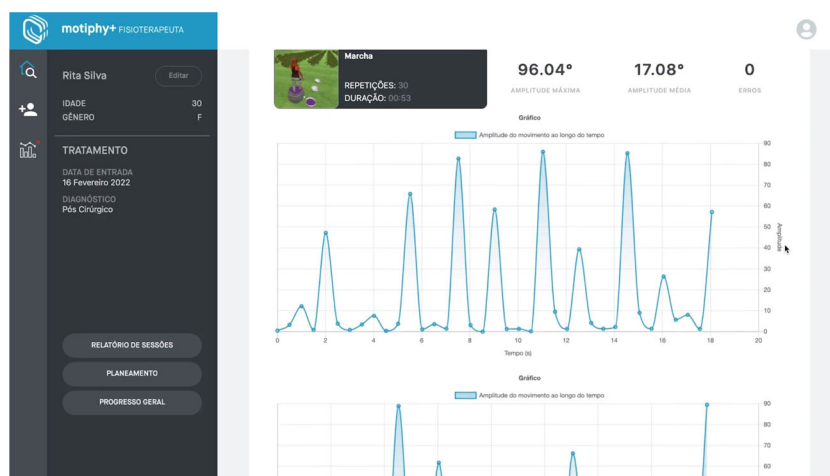 motiphy+ FISIOTERAPEUTA
Rita Silva
Editar
IDADE 30
GÉNERO F
TRATAMENTO
DATA DE ENTRADA
16 Fevereiro 2022
DIAGNÓSTICO
Pós Cirúrgico
RELATÓRIO DE SESSÕES
PLANEAMENTO
PROGRESSO GERAL
Marcha
REPETIÇÕES: 30
DURAÇÃO: 00:53
96.04° 17.08° 0
AMPLITUDE MÁXIMA AMPLITUDE MÉDIA ERROS
Gráfico
Amplitude do movimento ao longo do tempo
90
80
70
60
50
40
30
20
10
0
Amplitude
0 2 4 6 8 10 12 14 16 18 20
Tempo (s)
Gráfico
Amplitude do movimento ao longo do tempo
90
80
70
60